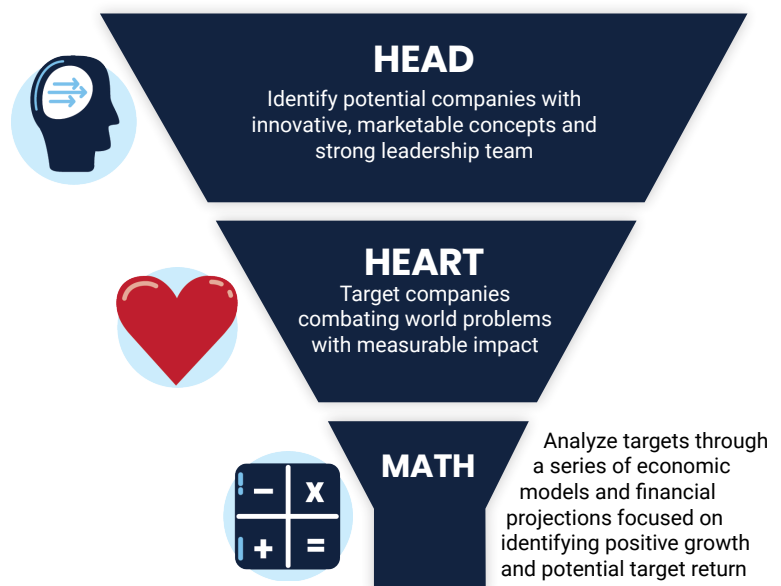 HEAD
Identify potential companies with
innovative, marketable concepts and
strong leadership team
HEART
Target companies
combating world problems
with measurable impact
MATH
Analyze targets through
a series of economic
models and financial
projections focused on
identifying positive growth
and potential target return
- x
+ =